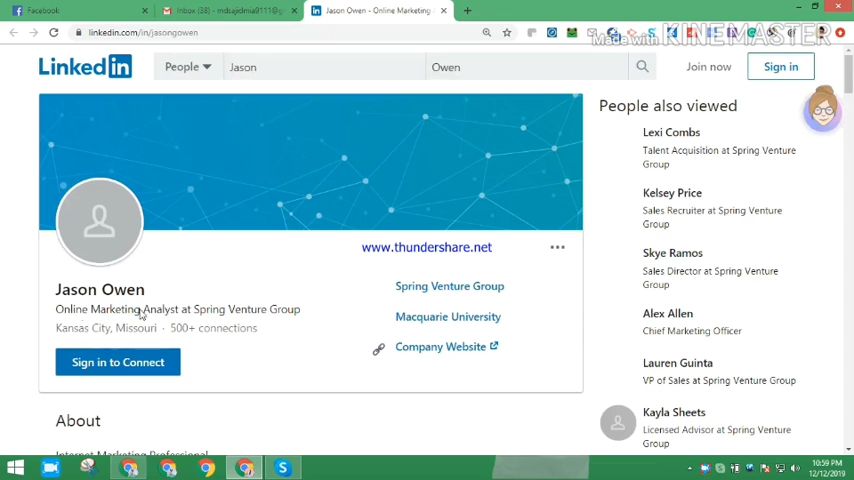 Facebook
Inbox (38) - mdsajidmia9111@g
Jason Owen - Online Marketing
linkedin.com/in/jasongowen
Made with KINEMASTER
LinkedIn
People
Jason
Owen
Join now
Sign in
People also viewed
Lexi Combs
Talent Acquisition at Spring Venture
Group
Kelsey Price
Sales Recruiter at Spring Venture
Group
www.thundershare.net
Skye Ramos
Sales Director at Spring Venture
Group
Jason Owen
Online Marketing Analyst at Spring Venture Group
Kansas City, Missouri · 500+ connections
Sign in to Connect
Spring Venture Group
Macquarie University
Company Website
Alex Allen
Chief Marketing Officer
Lauren Guinta
VP of Sales at Spring Venture Group
Kayla Sheets
Licensed Advisor at Spring Venture
Group
About
Internet Marketing Professional
10:59 PM
12/12/2019